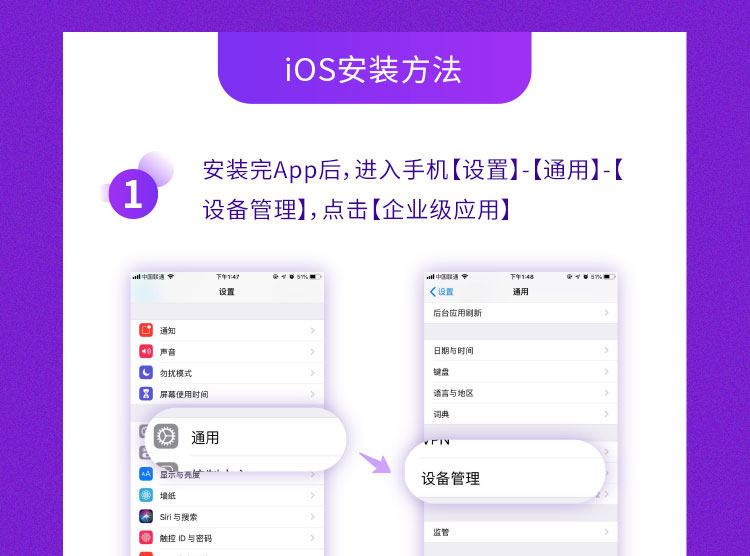 iOS安装方法
1
安装完App后,进入手机【设置】-【通用】-【
设备管理】,点击【企业级应用】
中国联通 下午1:47 51%
设置
通知
声音
勿扰模式
屏幕使用时间
通用
显示与亮度
墙纸
Siri 与搜索
触控 ID 与密码
中国联通 下午1:48 51%
设置 通用
后台应用刷新
日期与时间
键盘
语言与地区
词典
VPN
设备管理
监管